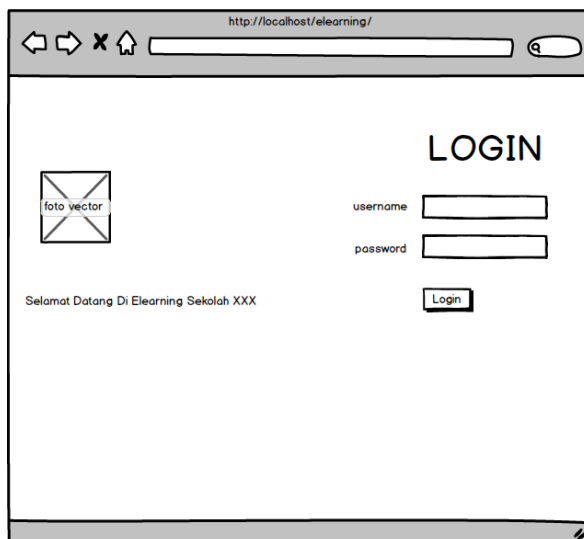 http://localhost/elearning/
LOGIN
foto vector
username
password
Selamat Datang Di Elearning Sekolah XXX
Login